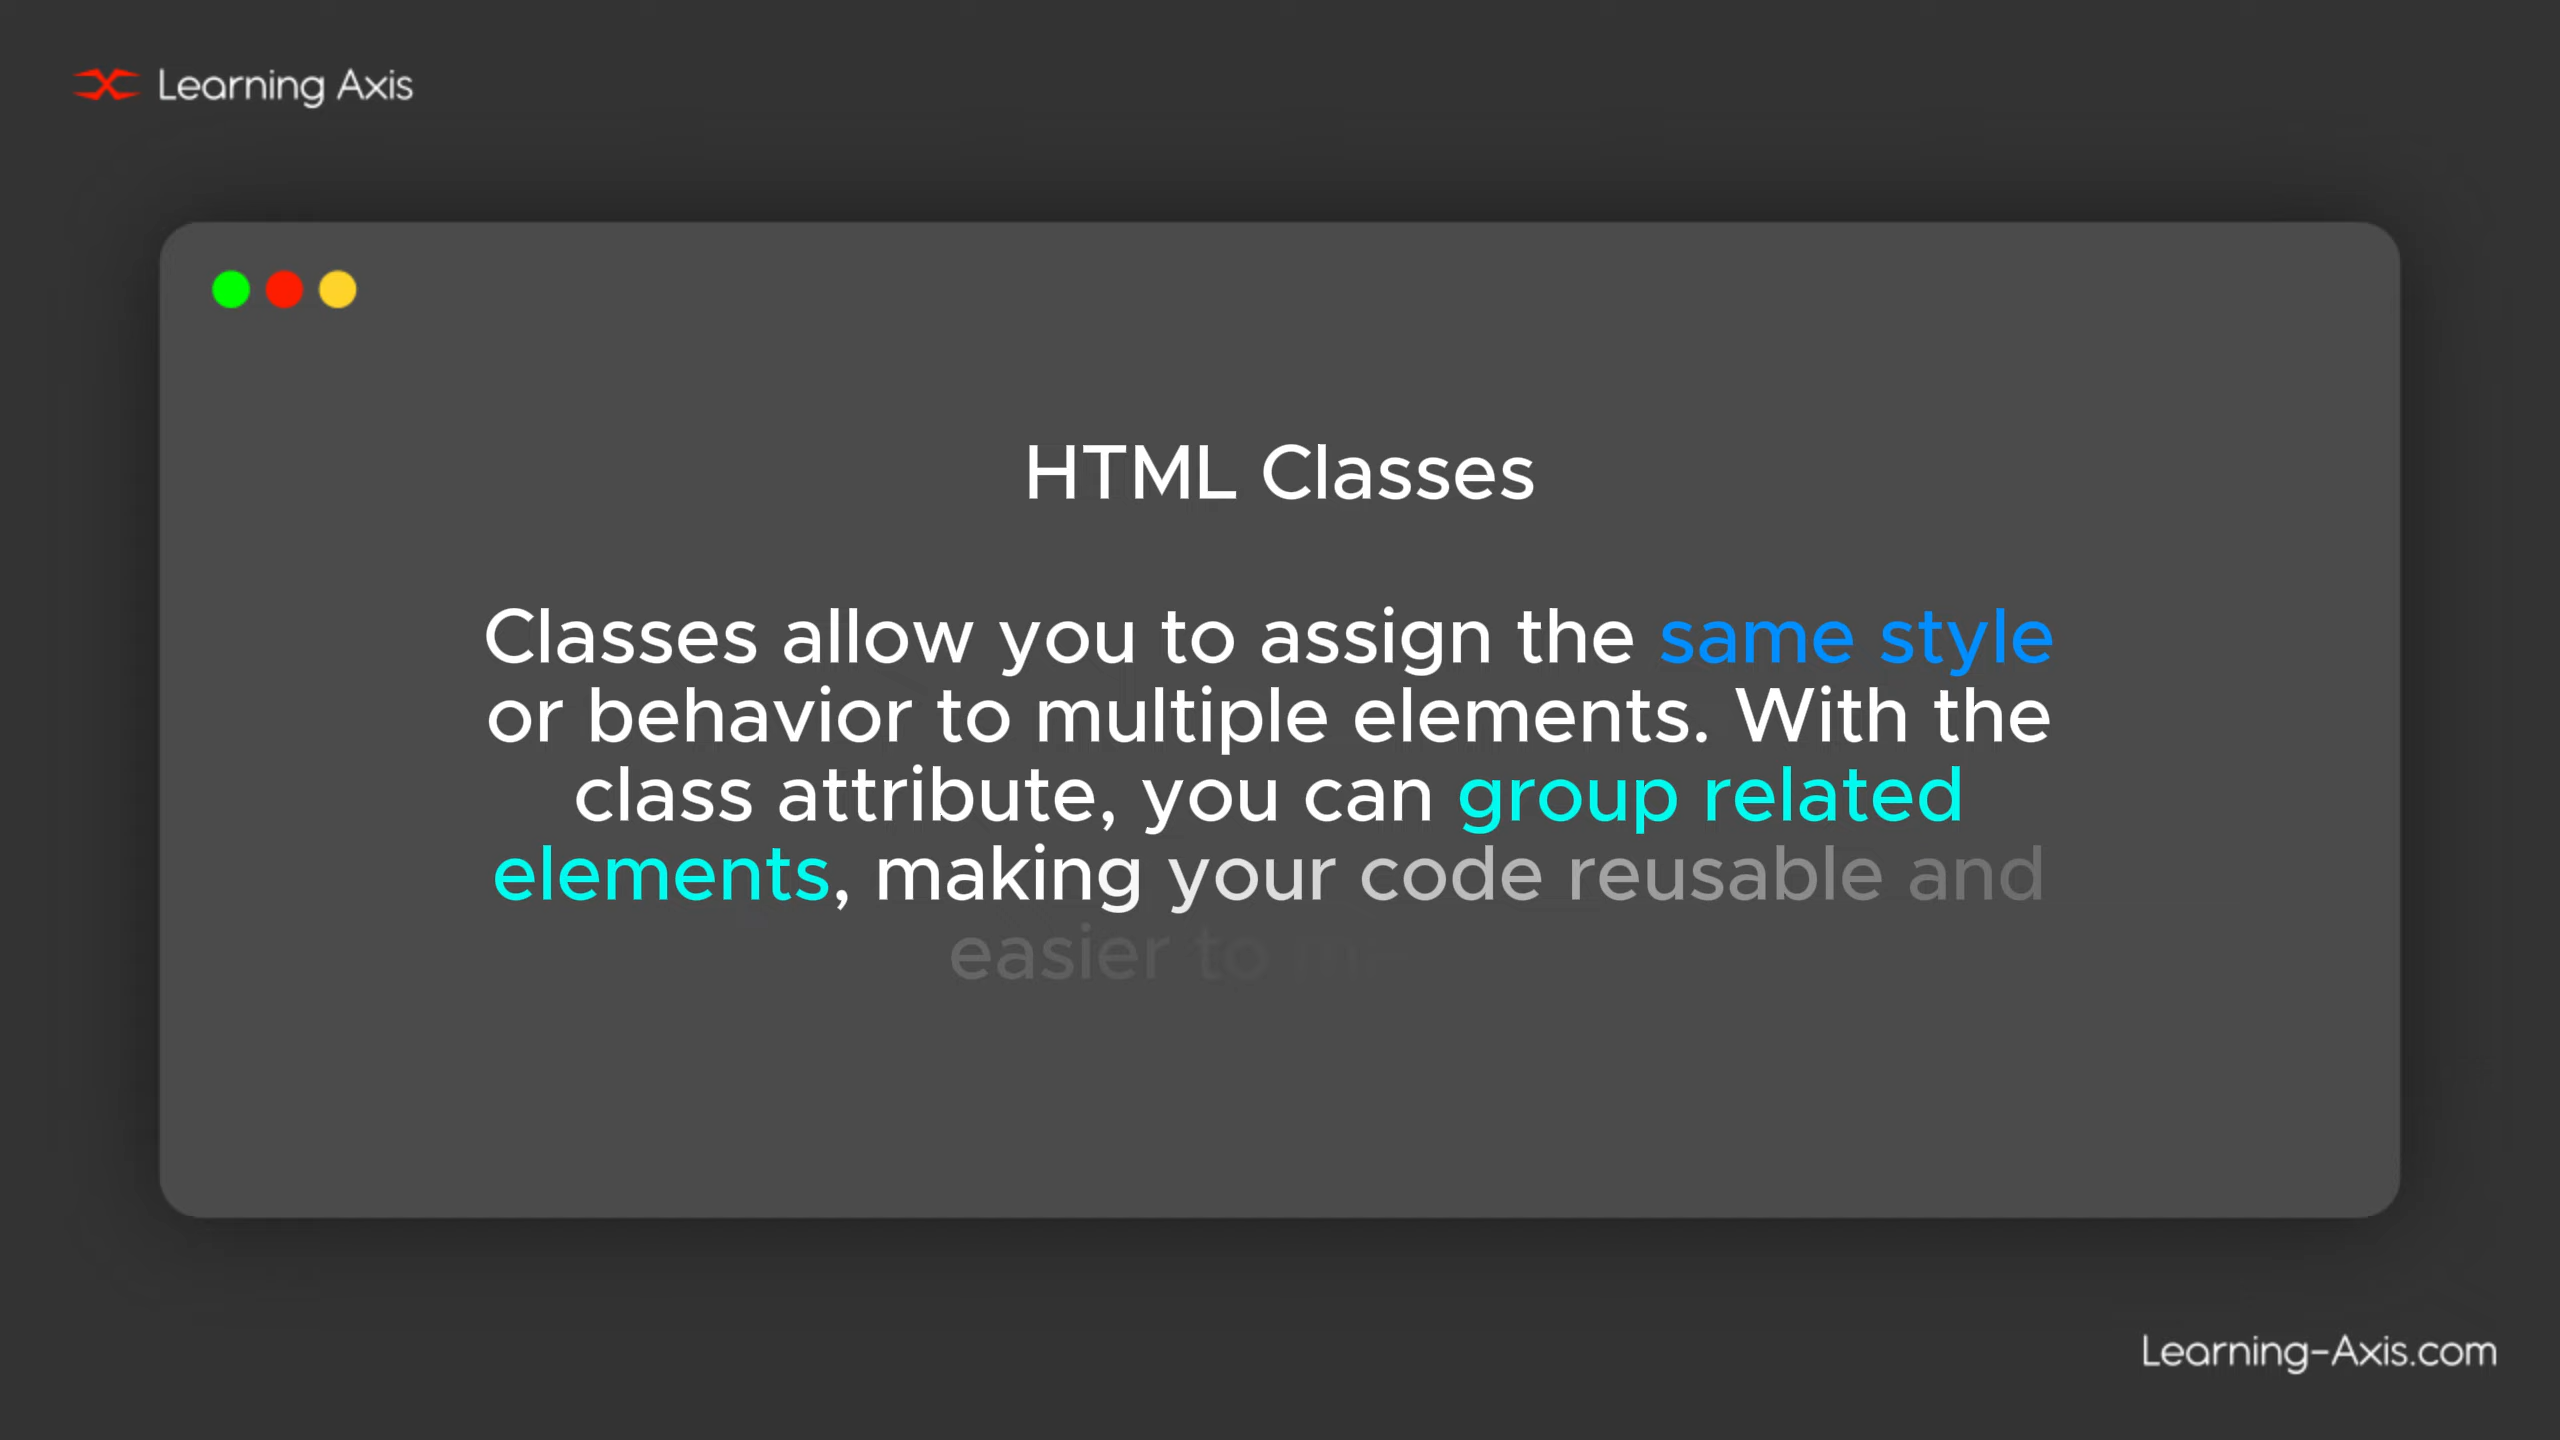 Learning Axis
HTML Classes
Classes allow you to assign the same style
or behavior to multiple elements. With the
class attribute, you can group related
elements, making your code reusable and
easier to
Learning-Axis.com